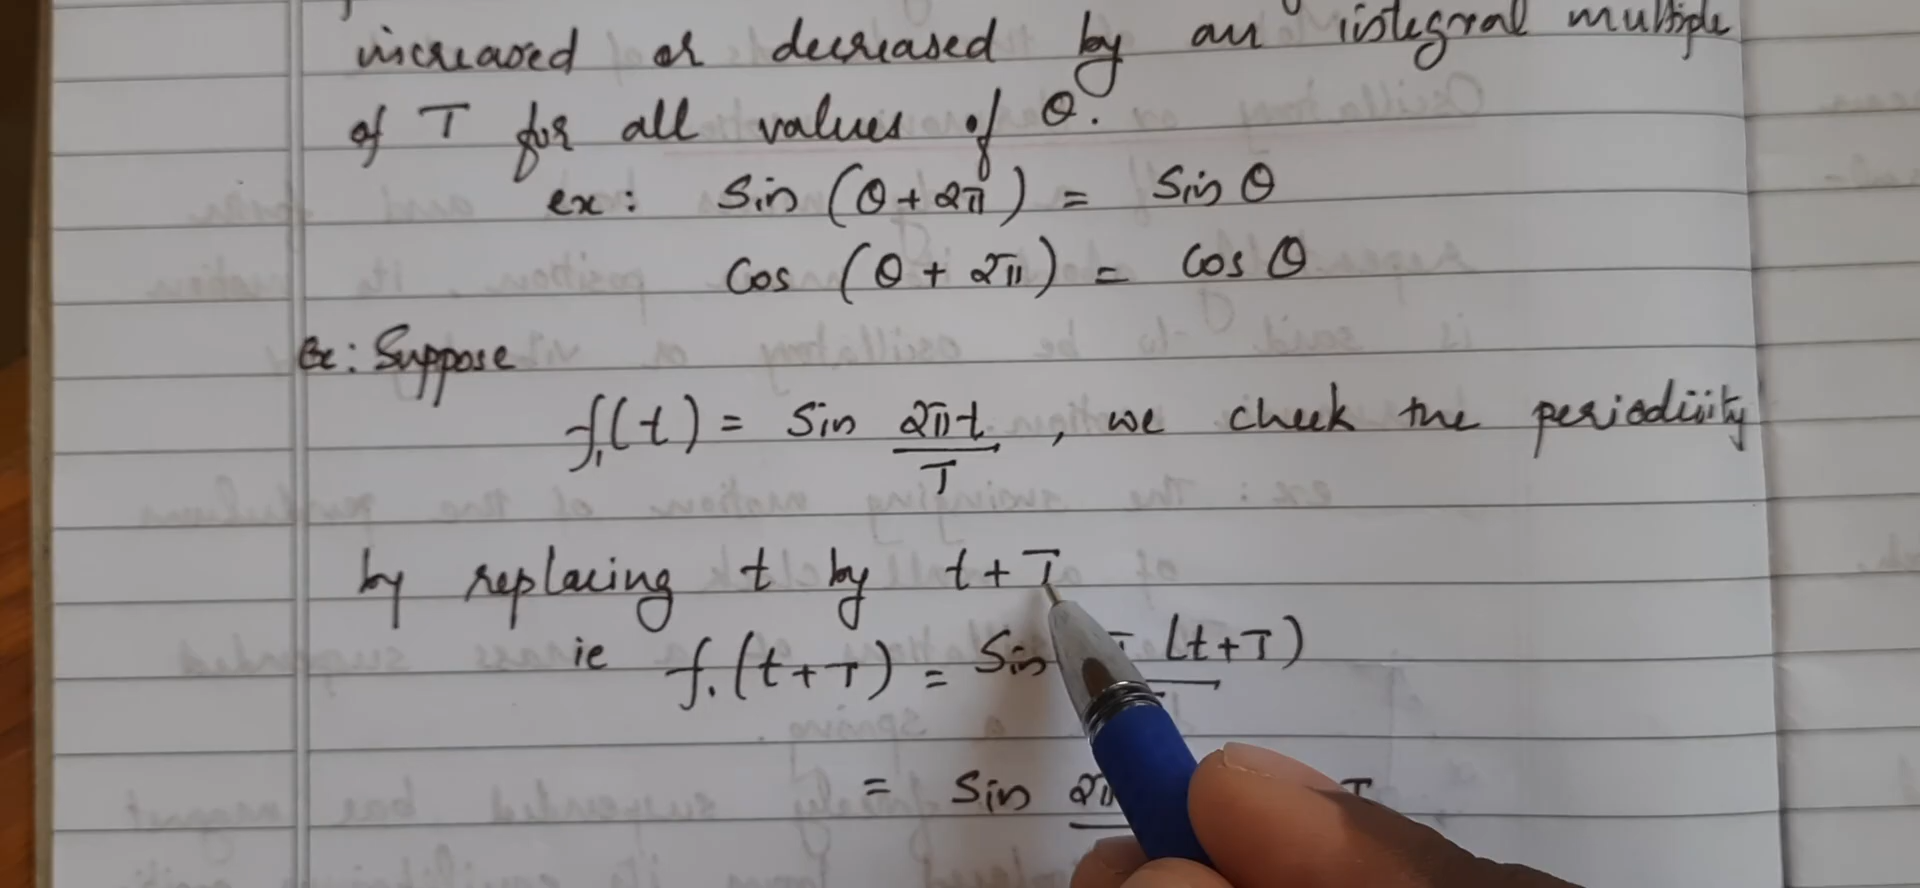 increased or decreased by an integral multiple
of T for all values of θ.
ex: Sin (θ + 2π) = Sin θ
Cos (θ + 2π) = Cos θ
Ex: Suppose
f₁(t) = Sin 2πt/T, we check the periodicity
by replacing t by t + T
ie f₁(t+T) = Sin (t+T)
= Sin 2π T